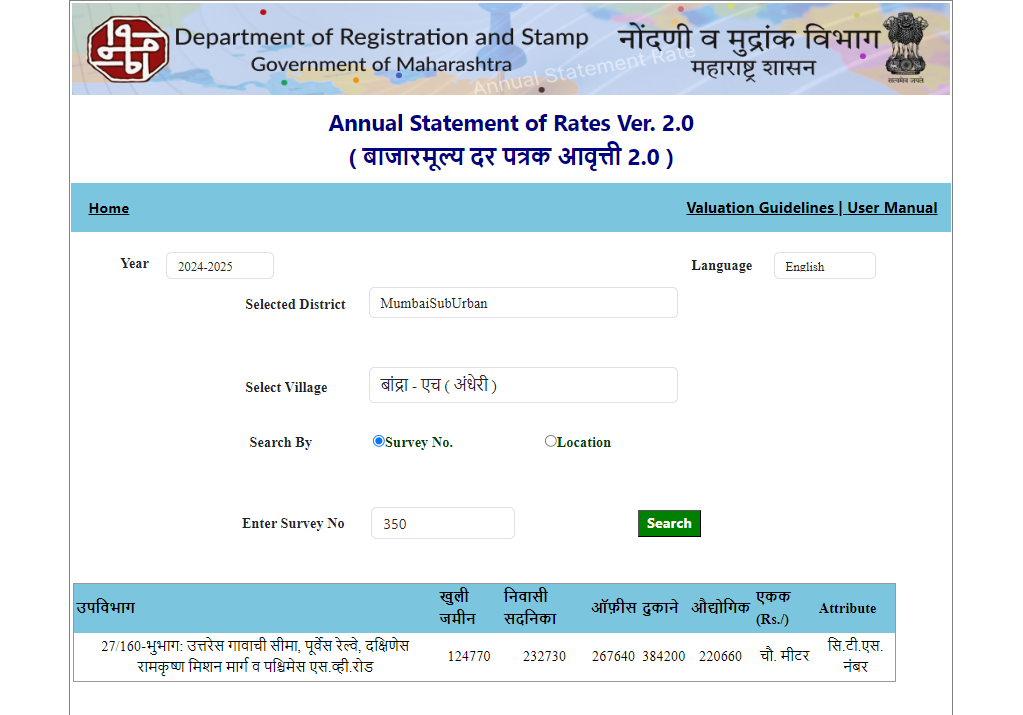 Department of Registration and Stamp
Government of Maharashtra
नोंदणी व मुद्रांक विभाग
महाराष्ट्र शासन
Annual Statement Rate
सत्यमेव जयते
Annual Statement of Rates Ver. 2.0
( बाजारमूल्य दर पत्रक आवृत्ती 2.0 )
Home
Valuation Guidelines | User Manual
Year 2024-2025
Language English
Selected District MumbaiSubUrban
Select Village बांद्रा - एच ( अंधेरी )
Search By Survey No. Location
Enter Survey No 350 Search
उपविभाग खुली जमीन निवासी सदनिका ऑफ़ीस दुकाने औद्योगिक एकक (Rs./) Attribute
27/160-भुभाग: उत्तरेस गावाची सीमा, पूर्वेस रेल्वे, दक्षिणेस
रामकृष्ण मिशन मार्ग व पश्चिमेस एस.व्ही.रोड
124770 232730 267640 384200 220660 चौ. मीटर सि.टी.एस. नंबर